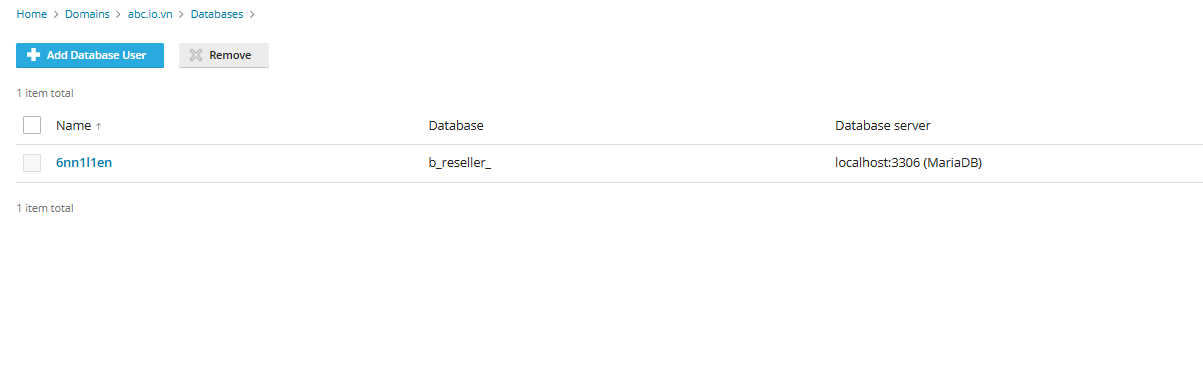 Home > Domains > abc.io.vn > Databases >
Add Database User Remove
1 item total
Name ↑ Database Database server
6nn1l1en b_reseller_ localhost:3306 (MariaDB)
1 item total